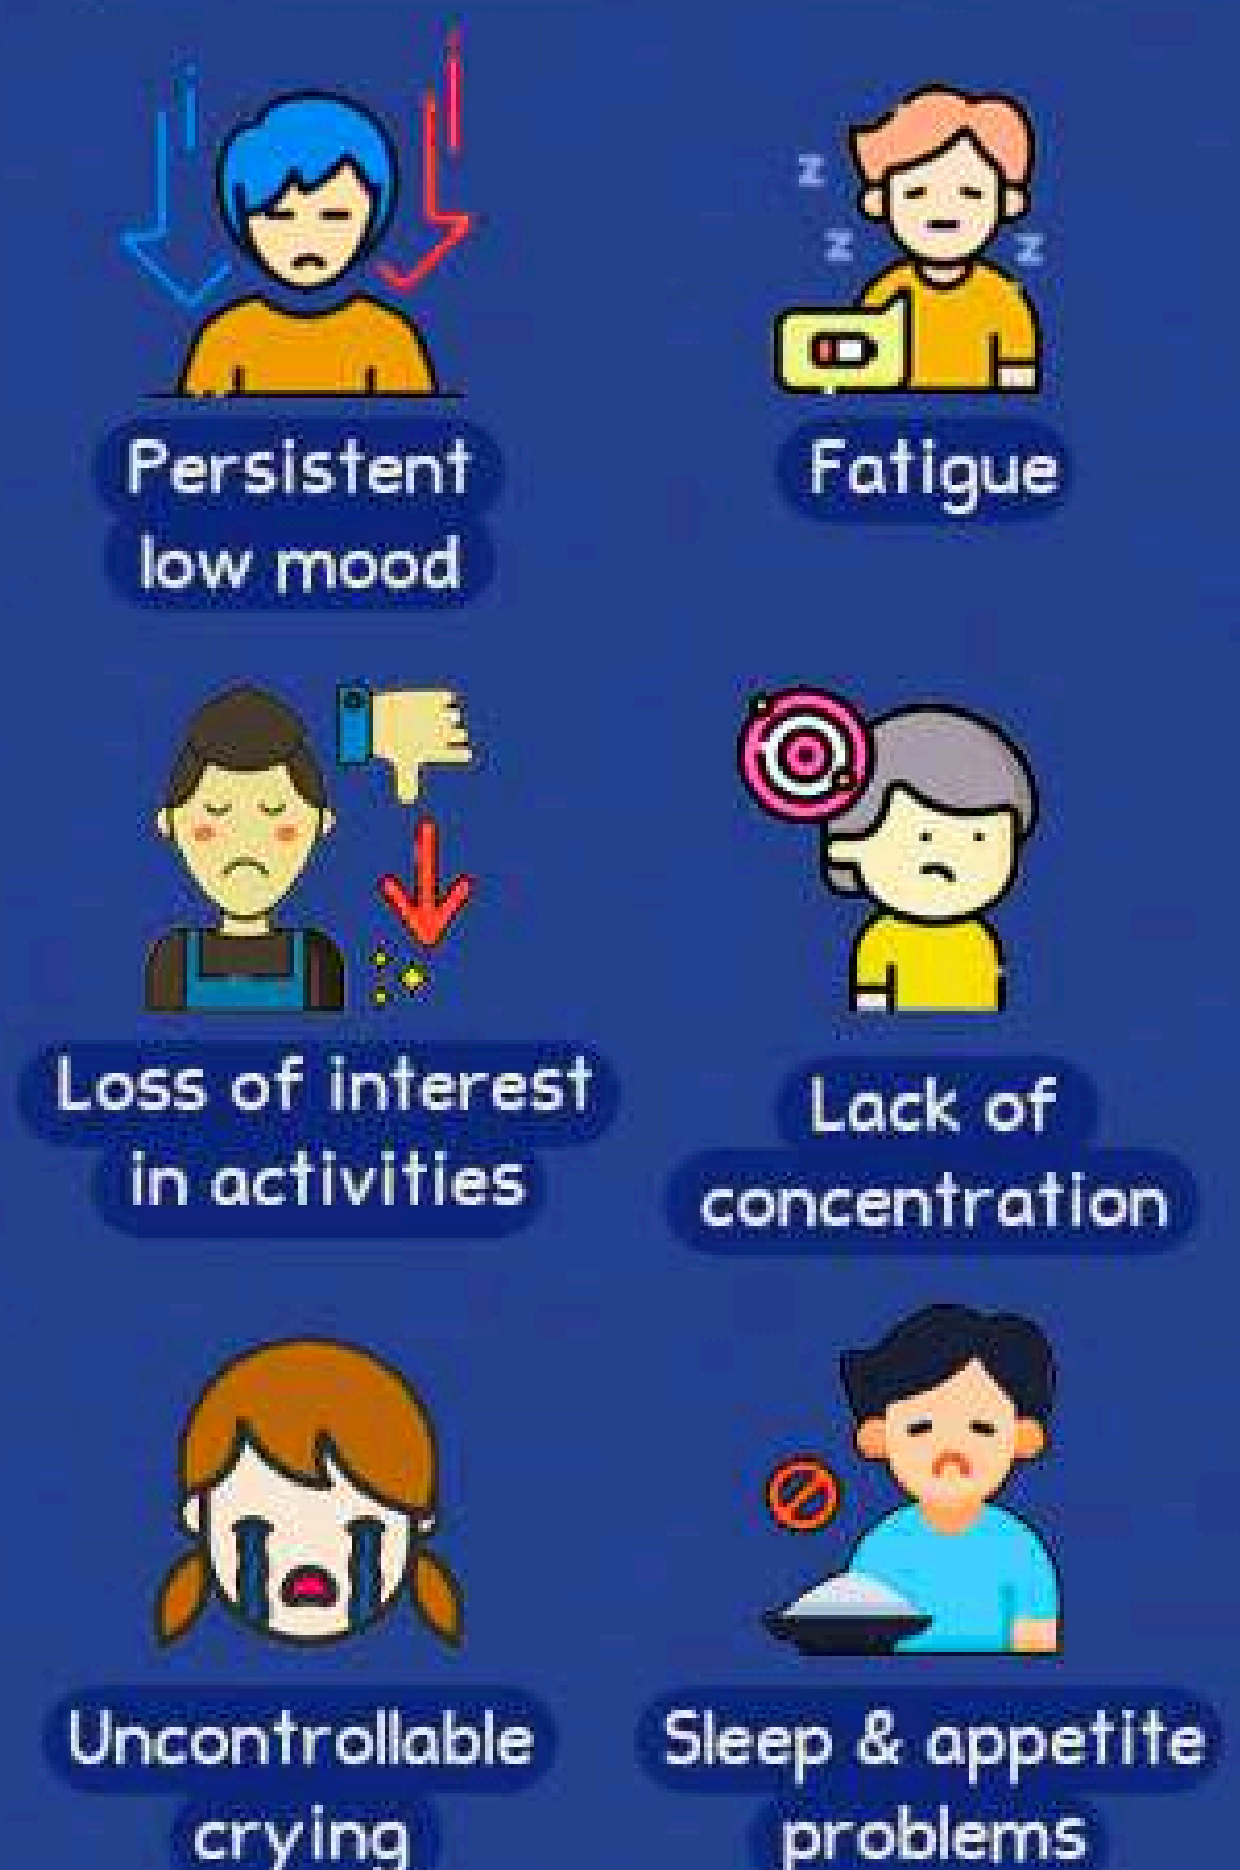 Persistent
low mood
z
z
z
Fatigue
Loss of interest
in activities
Lack of
concentration
Uncontrollable
crying
Sleep & appetite
problems